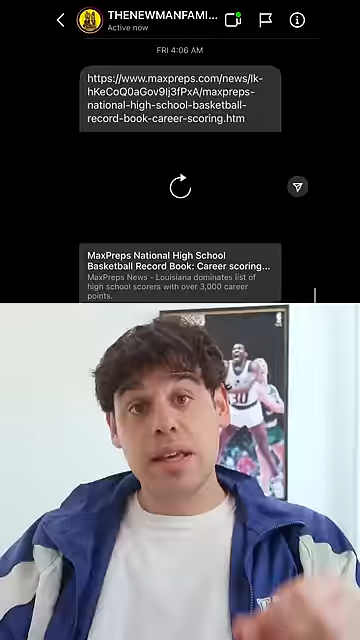 THENEWMANFAMI...
Active now
FRI 4:06 AM
https://www.maxpreps.com/news/lk-
hKeCoQ0aGov9Ij3fPxA/maxpreps-
national-high-school-basketball-
record-book-career-scoring.htm
MaxPreps National High School
Basketball Record Book: Career scoring...
MaxPreps News - Louisiana dominates list of
high school scorers with over 3,000 career
points.
30